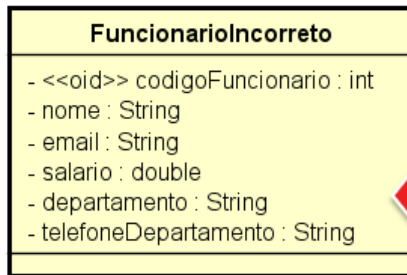 FuncionarioIncorreto
- <<oid>> codigoFuncionario : int
- nome : String
- email : String
- salario : double
- departamento : String
- telefoneDepartamento : String